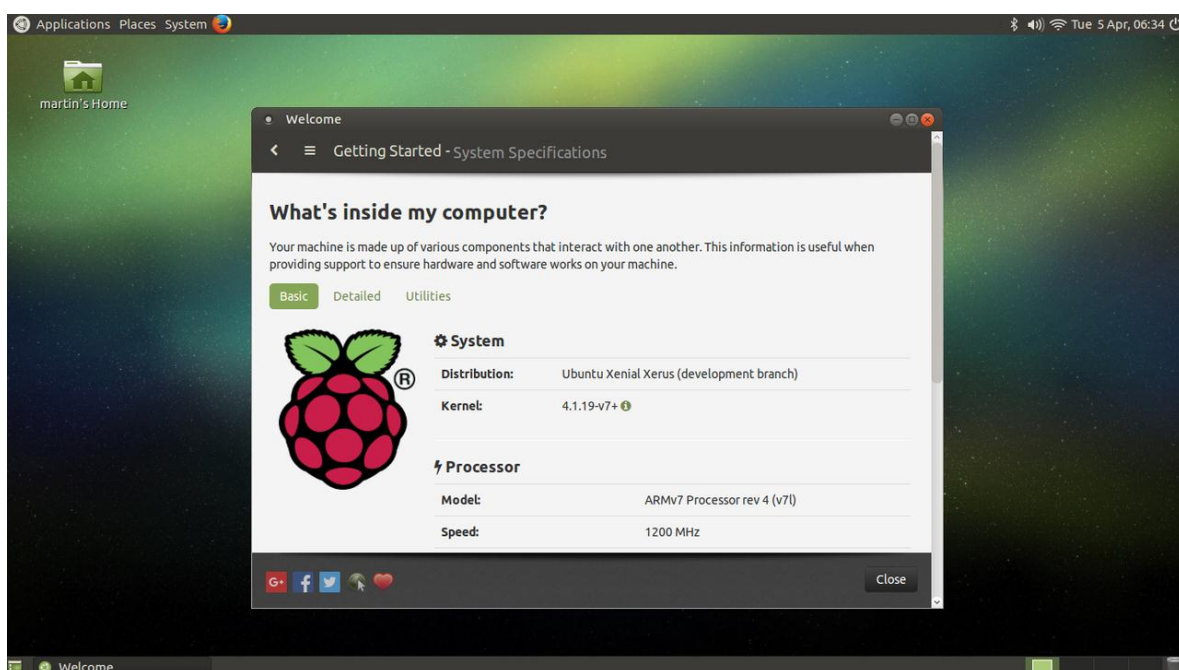 Applications Places System
Tue 5 Apr, 06:34
martin's Home
Welcome
Getting Started - System Specifications
What's inside my computer?
Your machine is made up of various components that interact with one another. This information is useful when
providing support to ensure hardware and software works on your machine.
Basic Detailed Utilities
System
®
Distribution: Ubuntu Xenial Xerus (development branch)
Kernel: 4.1.19-v7+
Processor
Model: ARMv7 Processor rev 4 (v7l)
Speed: 1200 MHz
G+ f
Close
Welcome